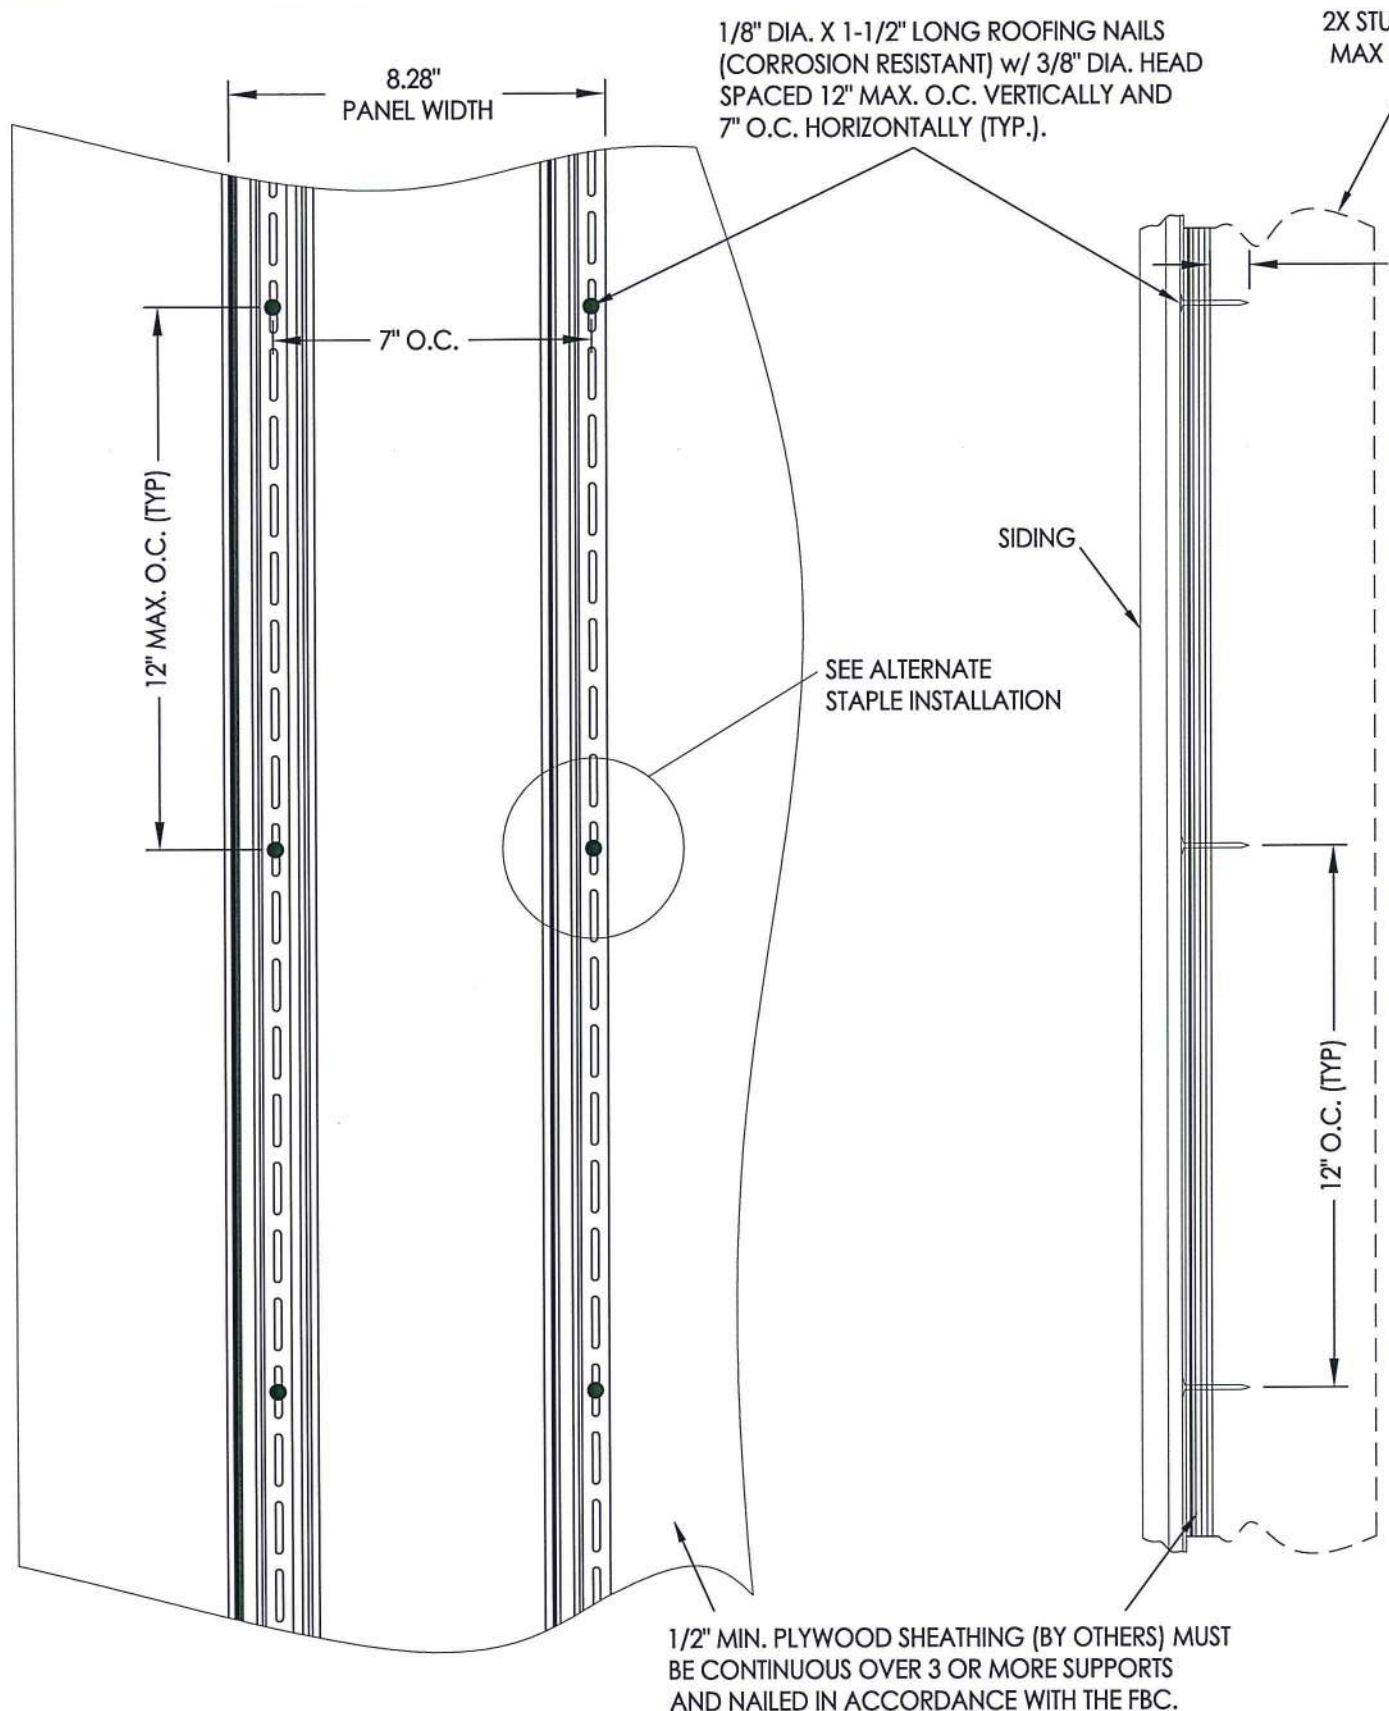 1/8" DIA. X 1-1/2" LONG ROOFING NAILS
(CORROSION RESISTANT) w/ 3/8" DIA. HEAD
SPACED 12" MAX. O.C. VERTICALLY AND
7" O.C. HORIZONTALLY (TYP.).
2X STU
MAX
8.28"
PANEL WIDTH
7" O.C.
12" MAX. O.C. (TYP)
SIDING
SEE ALTERNATE
STAPLE INSTALLATION
12" O.C. (TYP)
1/2" MIN. PLYWOOD SHEATHING (BY OTHERS) MUST
BE CONTINUOUS OVER 3 OR MORE SUPPORTS
AND NAILED IN ACCORDANCE WITH THE FBC.